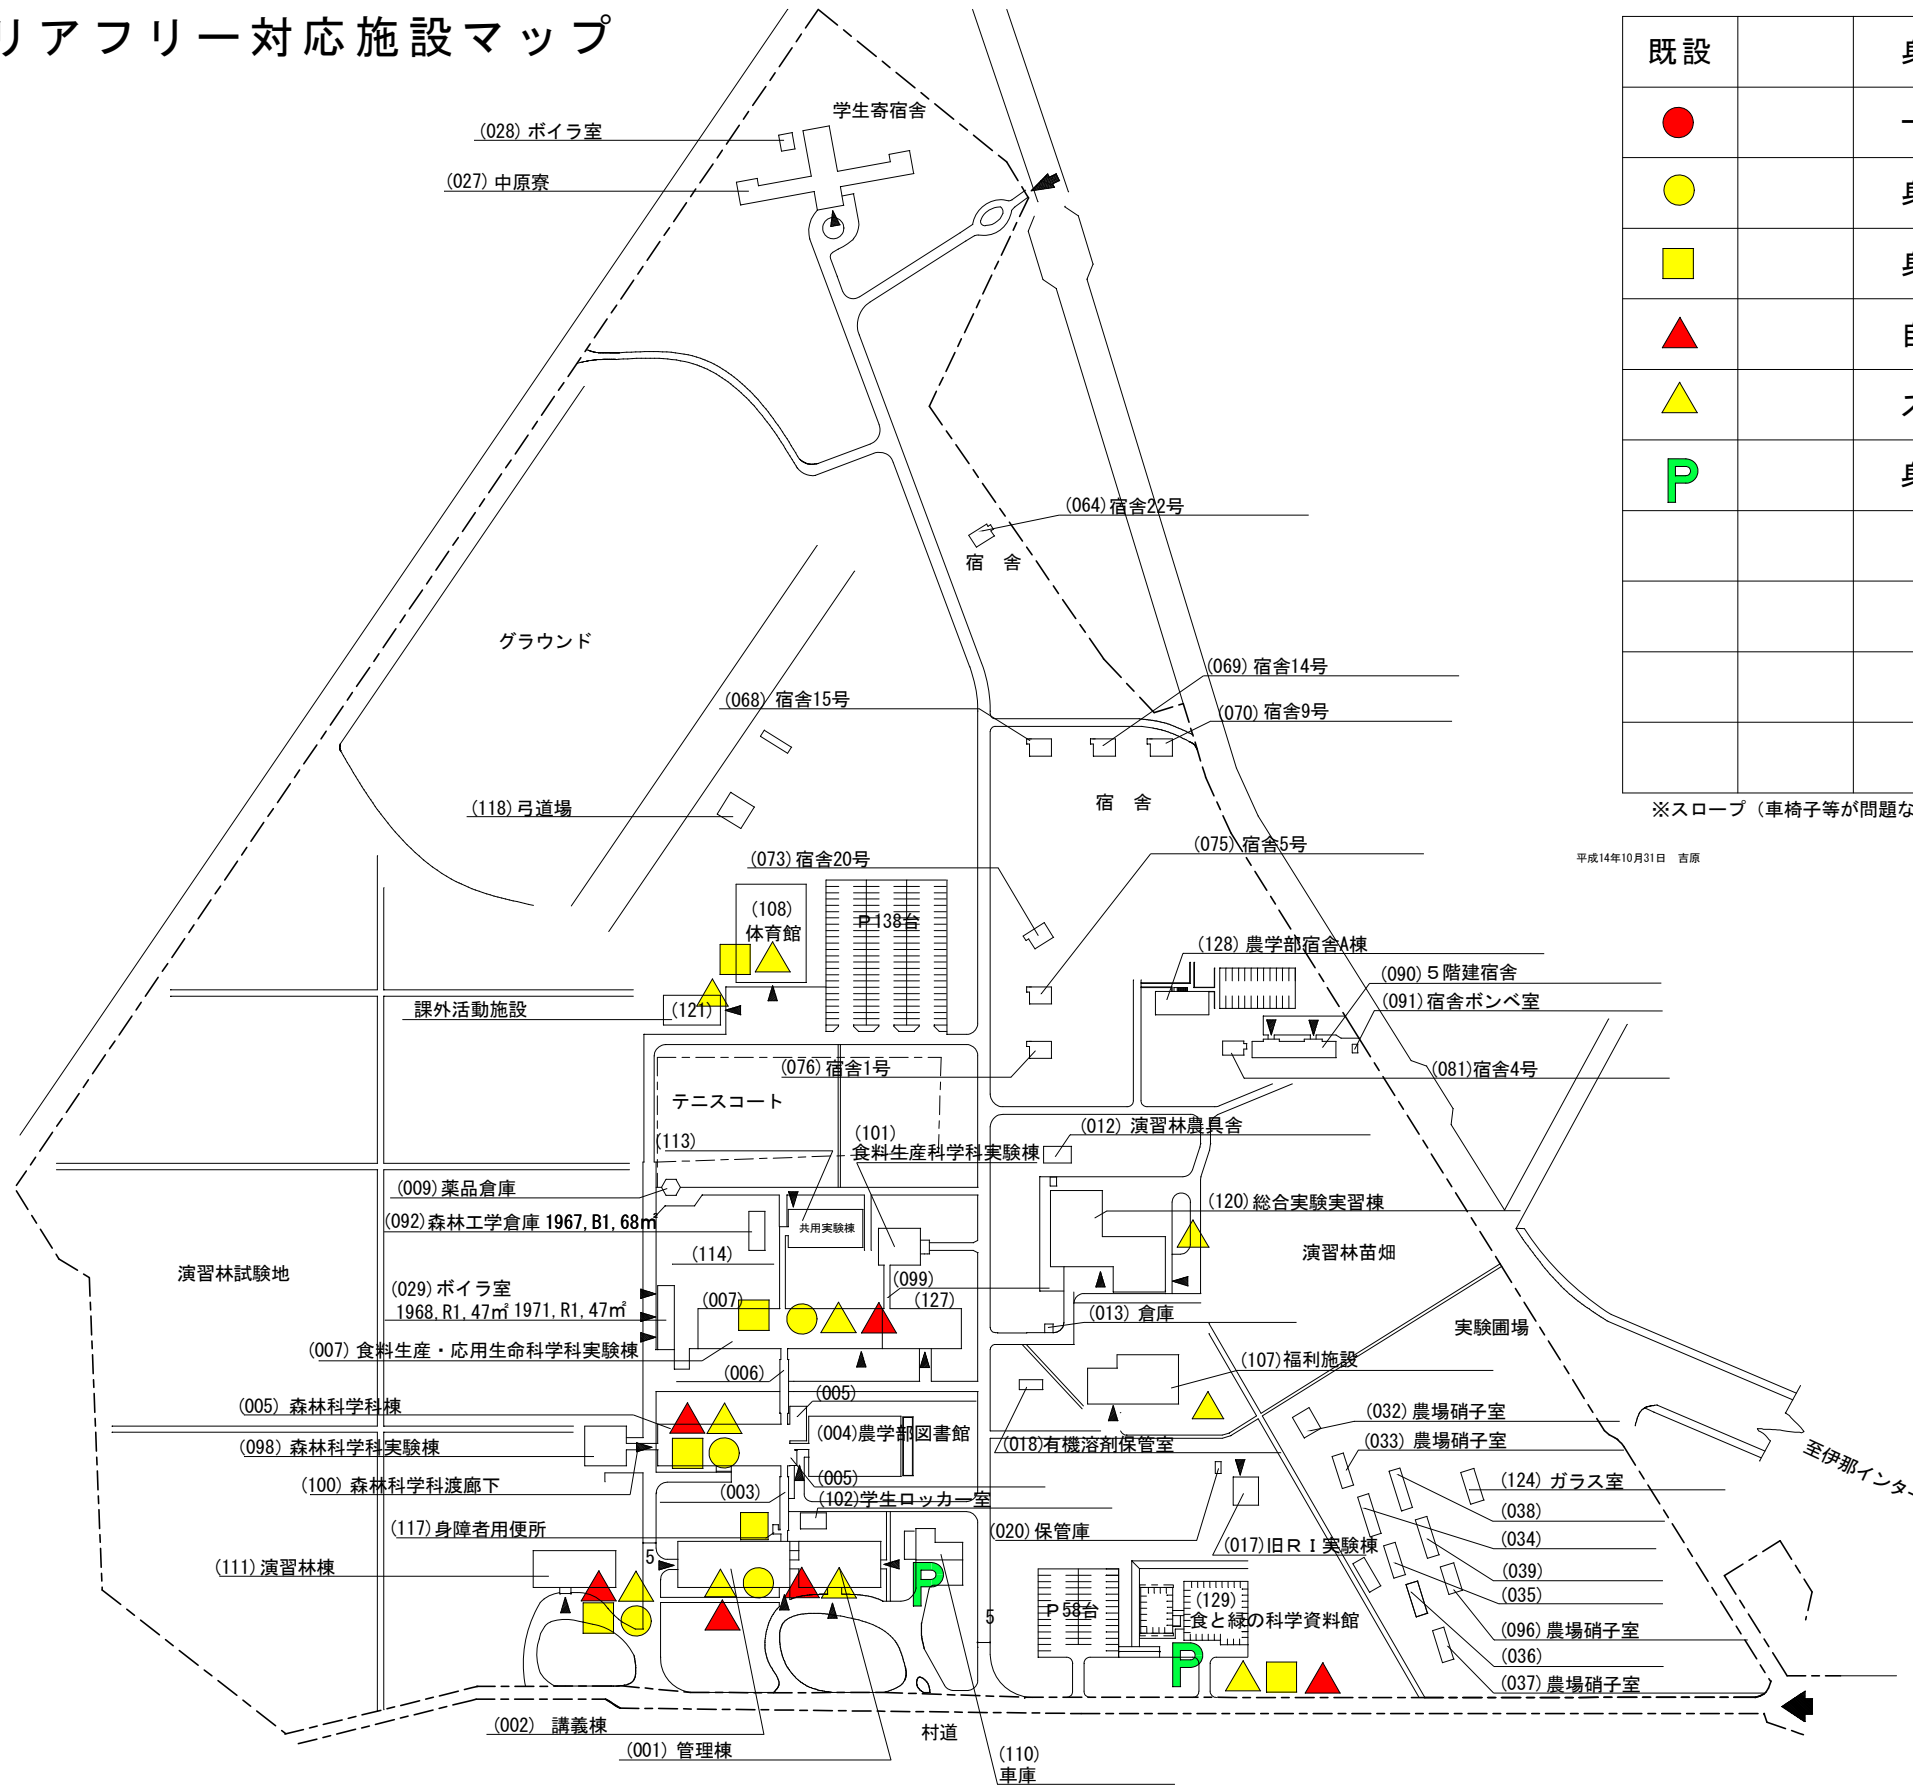 リアフリー対応施設マップ
既設
身
身
P
身
※スロープ（車椅子等が問題な
平成14年10月31日 吉原
学生寄宿舎
(028) ボイラ室
(027) 中原寮
(064) 宿舎22号
宿 舎
グラウンド
(069) 宿舎14号
(068) 宿舎15号
(070) 宿舎9号
宿 舎
(118) 弓道場
(075) 宿舎5号
(073) 宿舎20号
(108)
体育館
P138台
(128) 農学部宿舎A棟
(090) 5階建宿舎
(091) 宿舎ボンベ室
課外活動施設
(121)
(076) 宿舎1号
(081) 宿舎4号
テニスコート
(012) 演習林農具舎
(113)
(101)
食料生産科学科実験棟
(009) 薬品倉庫
(120) 総合実験実習棟
(092) 森林工学倉庫 1967, B1, 68㎡
共用実験棟
(114)
演習林苗畑
演習林試験地
(029) ボイラ室
1968, R1, 47㎡ 1971, R1, 47㎡
(099)
(007)
(127)
(013) 倉庫
実験圃場
(007) 食料生産・応用生命科学科実験棟
(107) 福利施設
(006)
(005)
(005) 森林科学科棟
(032) 農場硝子室
(004) 農学部図書館
(098) 森林科学科実験棟
(018) 有機溶剤保管室
(033) 農場硝子室
至伊那インタ
(005)
(100) 森林科学科渡廊下
(124) ガラス室
(003)
(102) 学生ロッカー室
(038)
(117) 身障者用便所
(020) 保管庫
(034)
(017) 旧RI実験棟
5
(111) 演習林棟
(039)
P
(035)
(129)
P58台
5
食と緑の科学資料館
(096) 農場硝子室
(036)
P
(037) 農場硝子室
(002) 講義棟
村道
(001) 管理棟
(110)
車庫